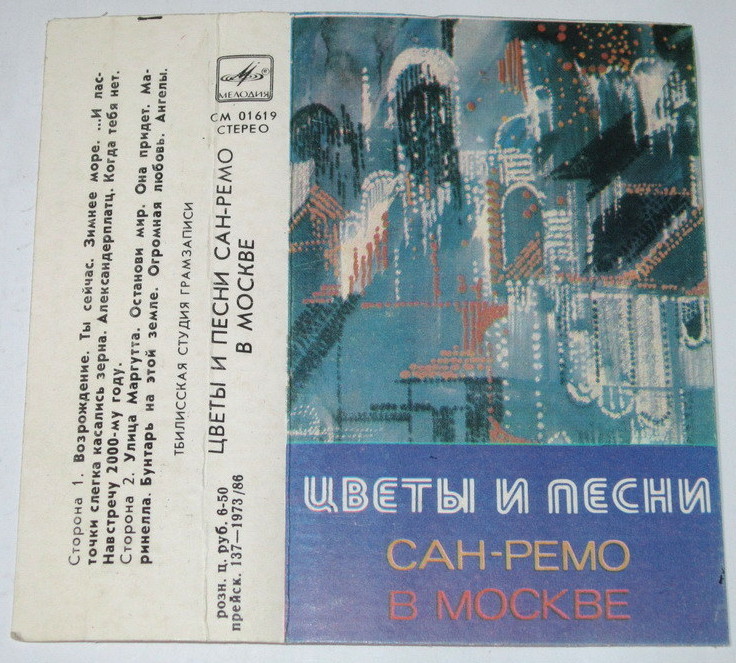 Сторона 1. Возрождение. Ты сейчас. Зимнее море. ...И лас-
точки слегка касались зерна. Александерплатц. Когда тебя нет.
Навстречу 2000-му году.
Сторона 2. Улица Маргутта. Останови мир. Она придет. Ма-
ринелла. Бунтарь на этой земле. Огромная любовь. Ангелы.
ТБИЛИССКАЯ СТУДИЯ ГРАМЗАПИСИ
МЕЛОДИЯ
СМ 01619
СТЕРЕО
ЦВЕТЫ И ПЕСНИ САН-РЕМО
В МОСКВЕ
розн. ц. руб. 6-50
прейск. 137—1973/86
ЦВЕТЫ И ПЕСНИ
САН-РЕМО
В МОСКВЕ